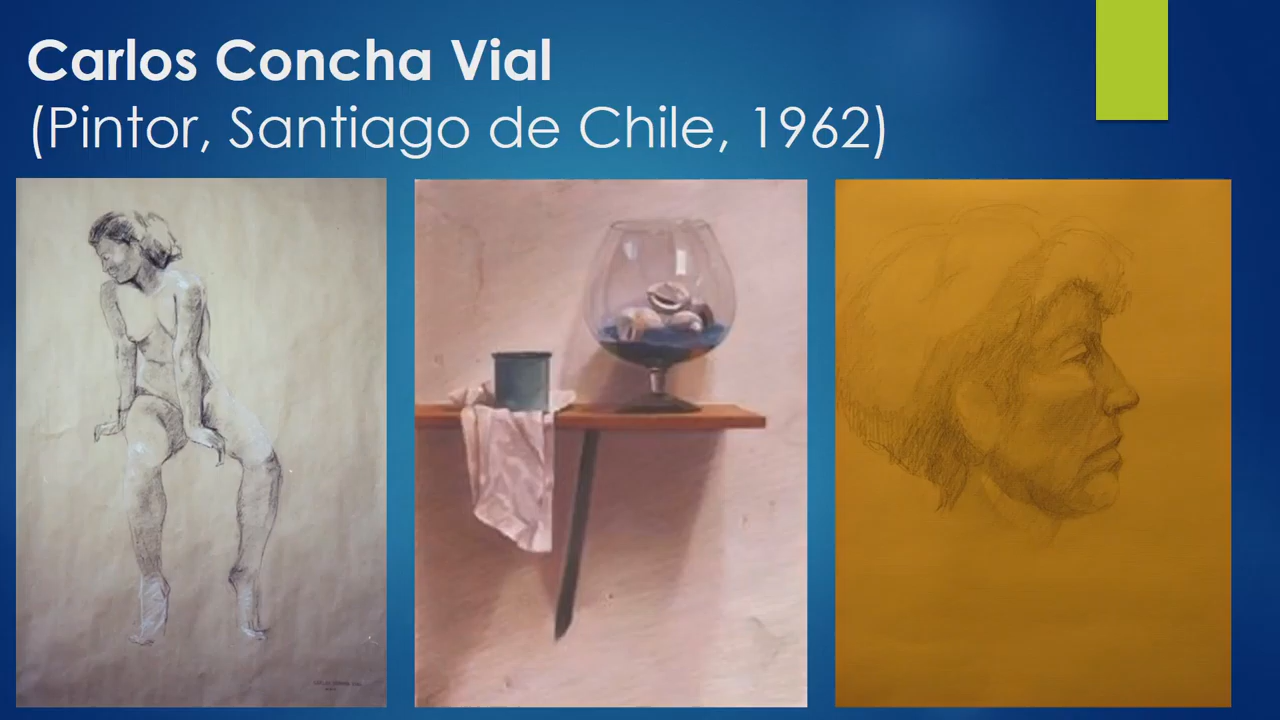 Carlos Concha Vial
(Pintor, Santiago de Chile, 1962)